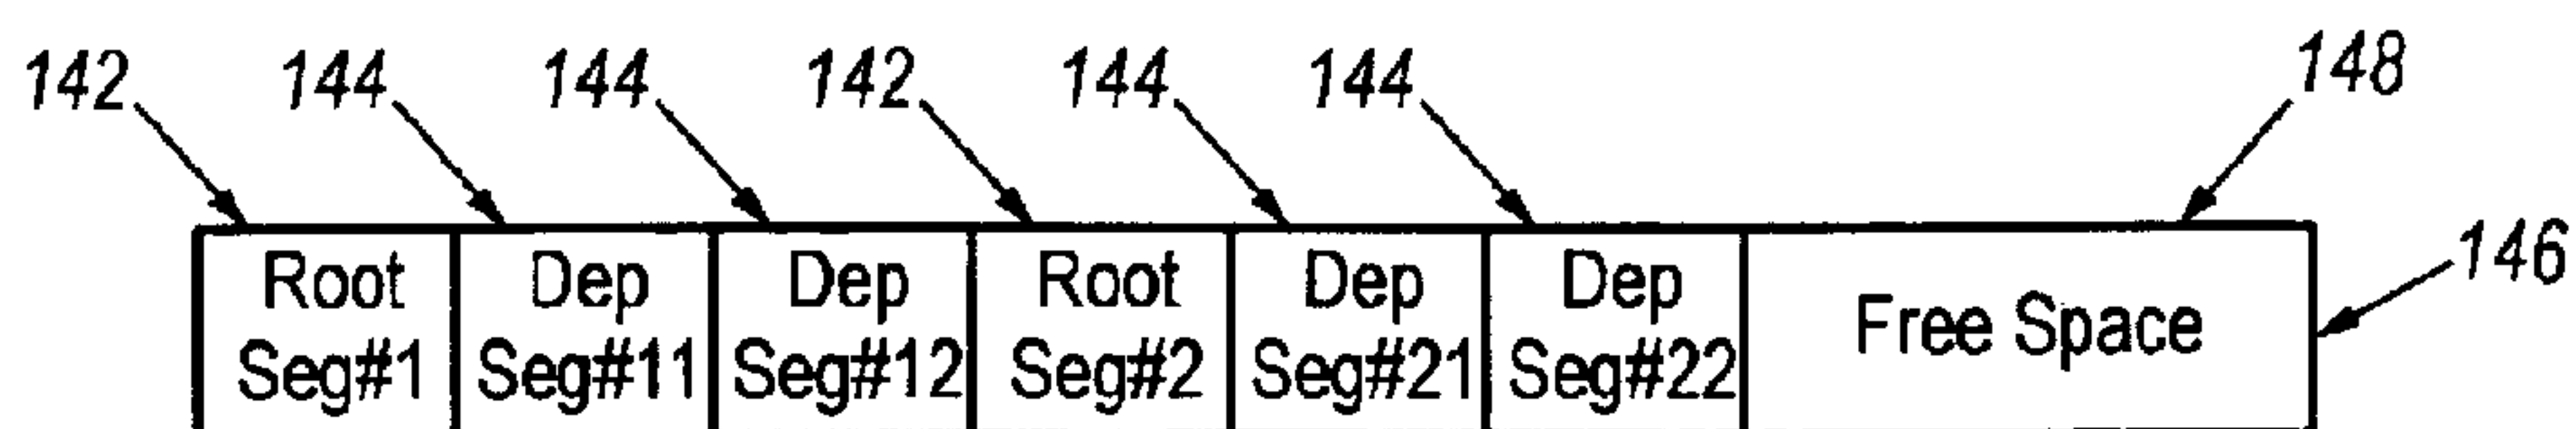 142 144 144 142 144 144 148
146
Root Dep Dep Root Dep Dep
Seg#1 Seg#11 Seg#12 Seg#2 Seg#21 Seg#22
Free Space